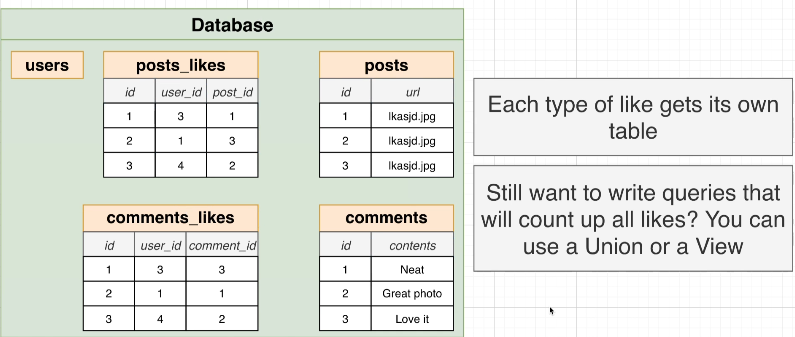 Database
users
posts_likes
id user_id post_id
1 3 1
2 1 3
3 4 2
posts
id url
1 lkasjd.jpg
2 lkasjd.jpg
3 lkasjd.jpg
Each type of like gets its own
table
Still want to write queries that
will count up all likes? You can
use a Union or a View
comments_likes
id user_id comment_id
1 3 3
2 1 1
3 4 2
comments
id contents
1 Neat
2 Great photo
3 Love it